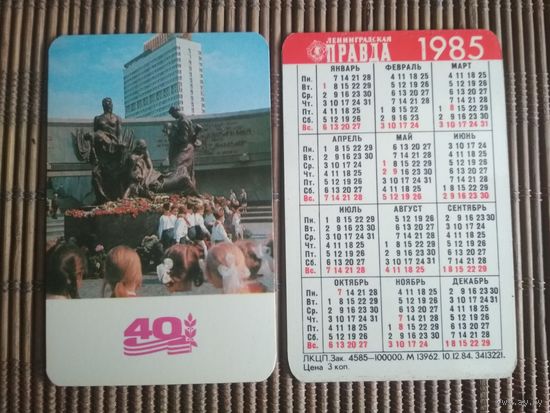 40
ЛЕНИНГРАДСКАЯ
ПРАВДА 1985
ЯНВАРЬ ФЕВРАЛЬ МАРТ
Пн. 7 14 21 28 4 11 18 25 4 11 18 25
Вт. 1 8 15 22 29 5 12 19 26 5 12 19 26
Ср. 2 9 16 23 30 6 13 20 27 6 13 20 27
Чт. 3 10 17 24 31 7 14 21 28 7 14 21 28
Пт. 4 11 18 25 1 8 15 22 1 8 15 22 29
Сб. 5 12 19 26 2 9 16 23 2 9 16 23 30
Вс. 6 13 20 27 3 10 17 24 3 10 17 24 31
АПРЕЛЬ МАЙ ИЮНЬ
Пн. 1 8 15 22 29 6 13 20 27 3 10 17 24
Вт. 2 9 16 23 30 7 14 21 28 4 11 18 25
Ср. 3 10 17 24 1 8 15 22 29 5 12 19 26
Чт. 4 11 18 25 2 9 16 23 30 6 13 20 27
Пт. 5 12 19 26 3 10 17 24 31 7 14 21 28
Сб. 6 13 20 27 4 11 18 25 1 8 15 22 29
Вс. 7 14 21 28 5 12 19 26 2 9 16 23 30
ИЮЛЬ АВГУСТ СЕНТЯБРЬ
Пн. 1 8 15 22 29 5 12 19 26 2 9 16 23 30
Вт. 2 9 16 23 30 6 13 20 27 3 10 17 24
Ср. 3 10 17 24 31 7 14 21 28 4 11 18 25
Чт. 4 11 18 25 1 8 15 22 29 5 12 19 26
Пт. 5 12 19 26 2 9 16 23 30 6 13 20 27
Сб. 6 13 20 27 3 10 17 24 31 7 14 21 28
Вс. 7 14 21 28 4 11 18 25 1 8 15 22 29
ОКТЯБРЬ НОЯБРЬ ДЕКАБРЬ
Пн. 7 14 21 28 4 11 18 25 2 9 16 23 30
Вт. 1 8 15 22 29 5 12 19 26 3 10 17 24 31
Ср. 2 9 16 23 30 6 13 20 27 4 11 18 25
Чт. 3 10 17 24 31 7 14 21 28 5 12 19 26
Пт. 4 11 18 25 1 8 15 22 29 6 13 20 27
Сб. 5 12 19 26 2 9 16 23 30 7 14 21 28
Вс. 6 13 20 27 3 10 17 24 1 8 15 22 29
ЛКЦП. Зак. 4585—100000. М 13962. 10.12.84. 3413221.
Цена 3 коп.